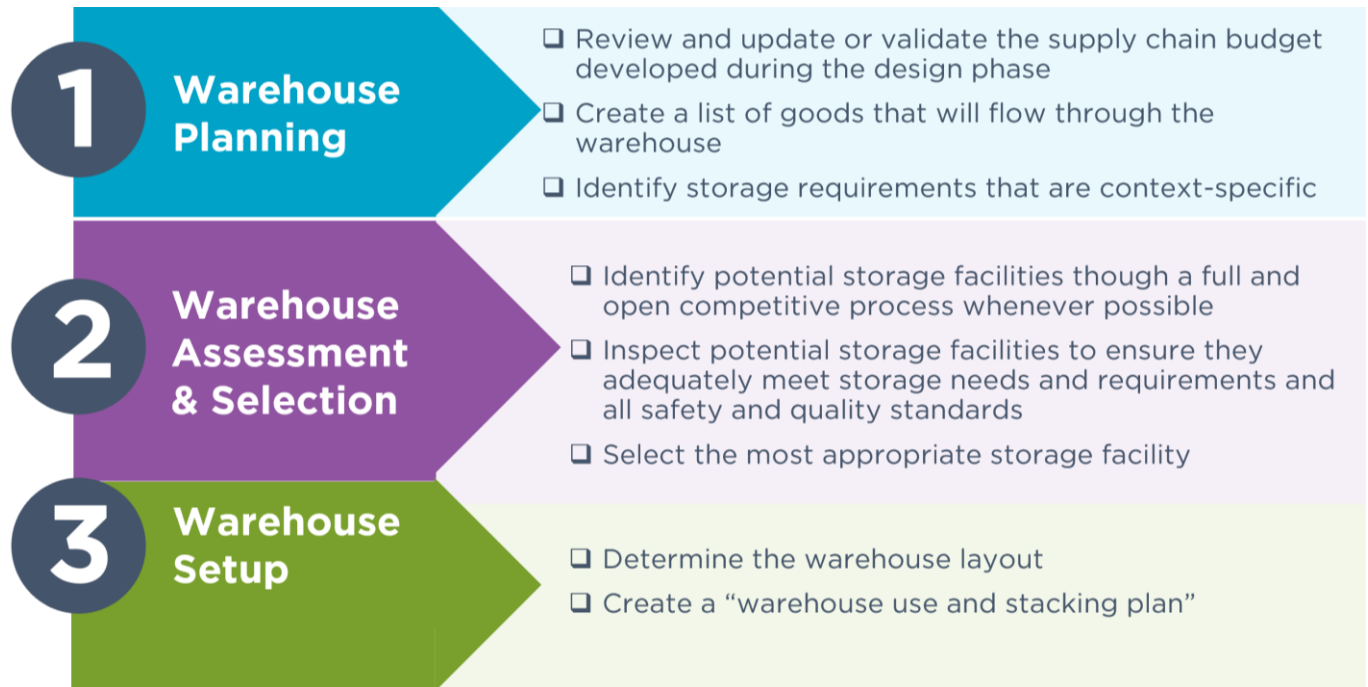 1
Warehouse
Planning
❑ Review and update or validate the supply chain budget
developed during the design phase
❑ Create a list of goods that will flow through the
warehouse
❑ Identify storage requirements that are context-specific
2
Warehouse
Assessment
& Selection
❑ Identify potential storage facilities though a full and
open competitive process whenever possible
❑ Inspect potential storage facilities to ensure they
adequately meet storage needs and requirements and
all safety and quality standards
❑ Select the most appropriate storage facility
3
Warehouse
Setup
❑ Determine the warehouse layout
❑ Create a “warehouse use and stacking plan”